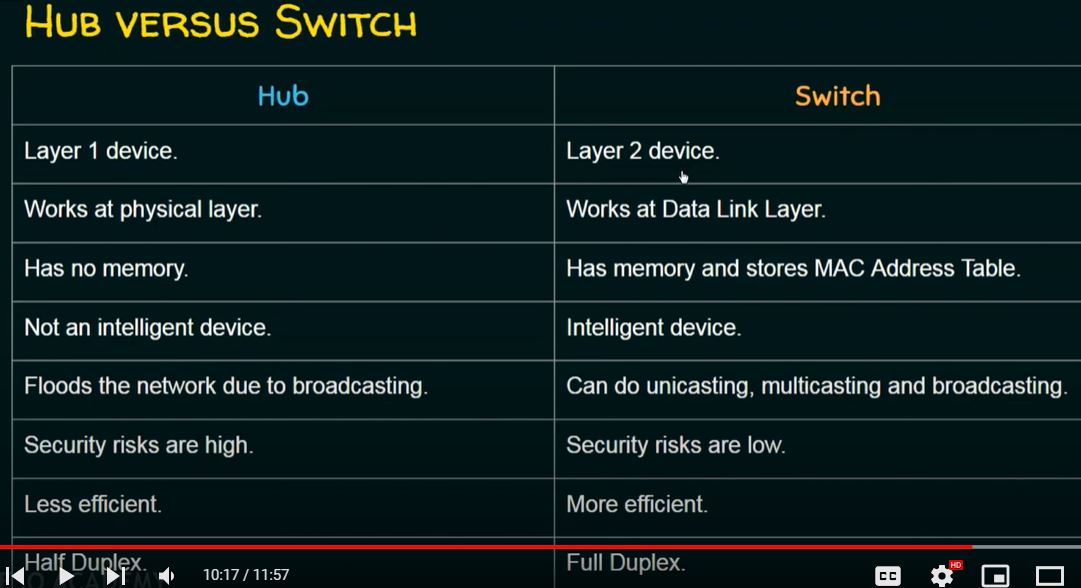 HUB VERSUS SWITCH
Hub Switch
Layer 1 device. Layer 2 device.
Works at physical layer. Works at Data Link Layer.
Has no memory. Has memory and stores MAC Address Table.
Not an intelligent device. Intelligent device.
Floods the network due to broadcasting. Can do unicasting, multicasting and broadcasting.
Security risks are high. Security risks are low.
Less efficient. More efficient.
Half Duplex. Full Duplex.
10:17 / 11:57 CC HD